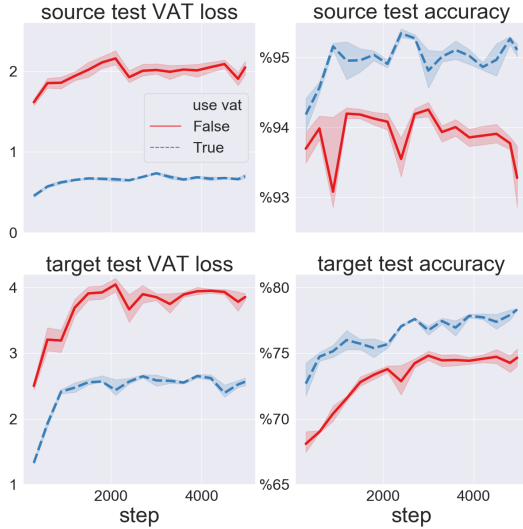 source test VAT loss
source test accuracy
2
1
0
use vat
False
True
%95
%94
%93
target test VAT loss
target test accuracy
4
3
2
1
%80
%75
%70
%65
2000
4000
2000
4000
step
step